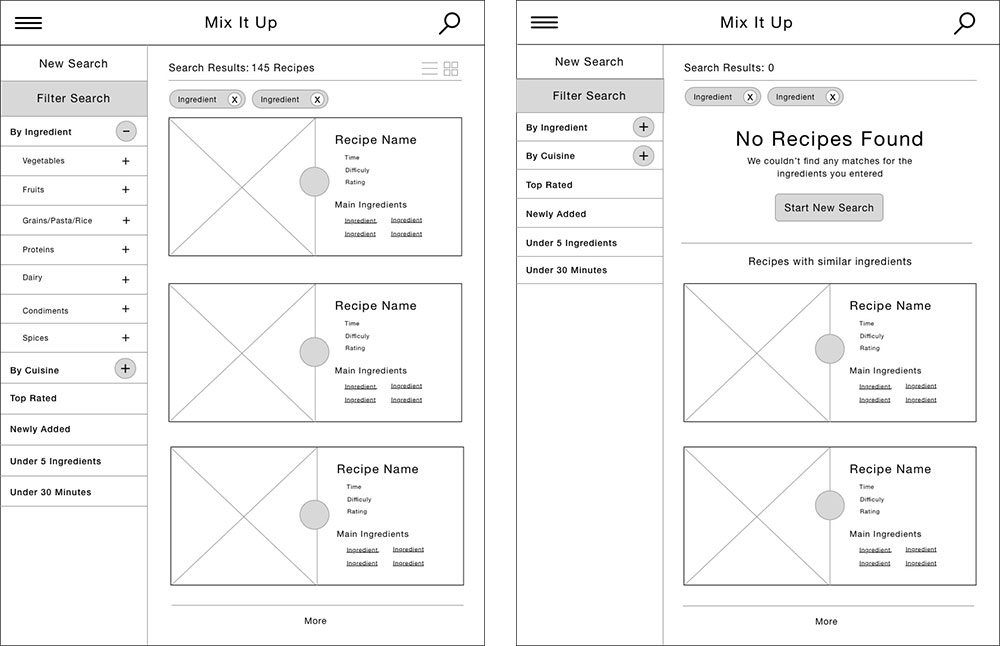 Mix It Up
New Search
Filter Search
By Ingredient −
Vegetables +
Fruits +
Grains/Pasta/Rice +
Proteins +
Dairy +
Condiments +
Spices +
By Cuisine +
Top Rated
Newly Added
Under 5 Ingredients
Under 30 Minutes
Search Results: 145 Recipes
Ingredient X Ingredient X
Recipe Name
Time
Difficuly
Rating
Main Ingredients
Ingredient Ingredient
Ingredient Ingredient
Recipe Name
Time
Difficuly
Rating
Main Ingredients
Ingredient Ingredient
Ingredient Ingredient
Recipe Name
Time
Difficuly
Rating
Main Ingredients
Ingredient Ingredient
Ingredient Ingredient
More
Mix It Up
New Search
Filter Search
By Ingredient +
By Cuisine +
Top Rated
Newly Added
Under 5 Ingredients
Under 30 Minutes
Search Results: 0
Ingredient X Ingredient X
No Recipes Found
We couldn't find any matches for the
ingredients you entered
Start New Search
Recipes with similar ingredients
Recipe Name
Time
Difficuly
Rating
Main Ingredients
Ingredient Ingredient
Ingredient Ingredient
Recipe Name
Time
Difficuly
Rating
Main Ingredients
Ingredient Ingredient
Ingredient Ingredient
More